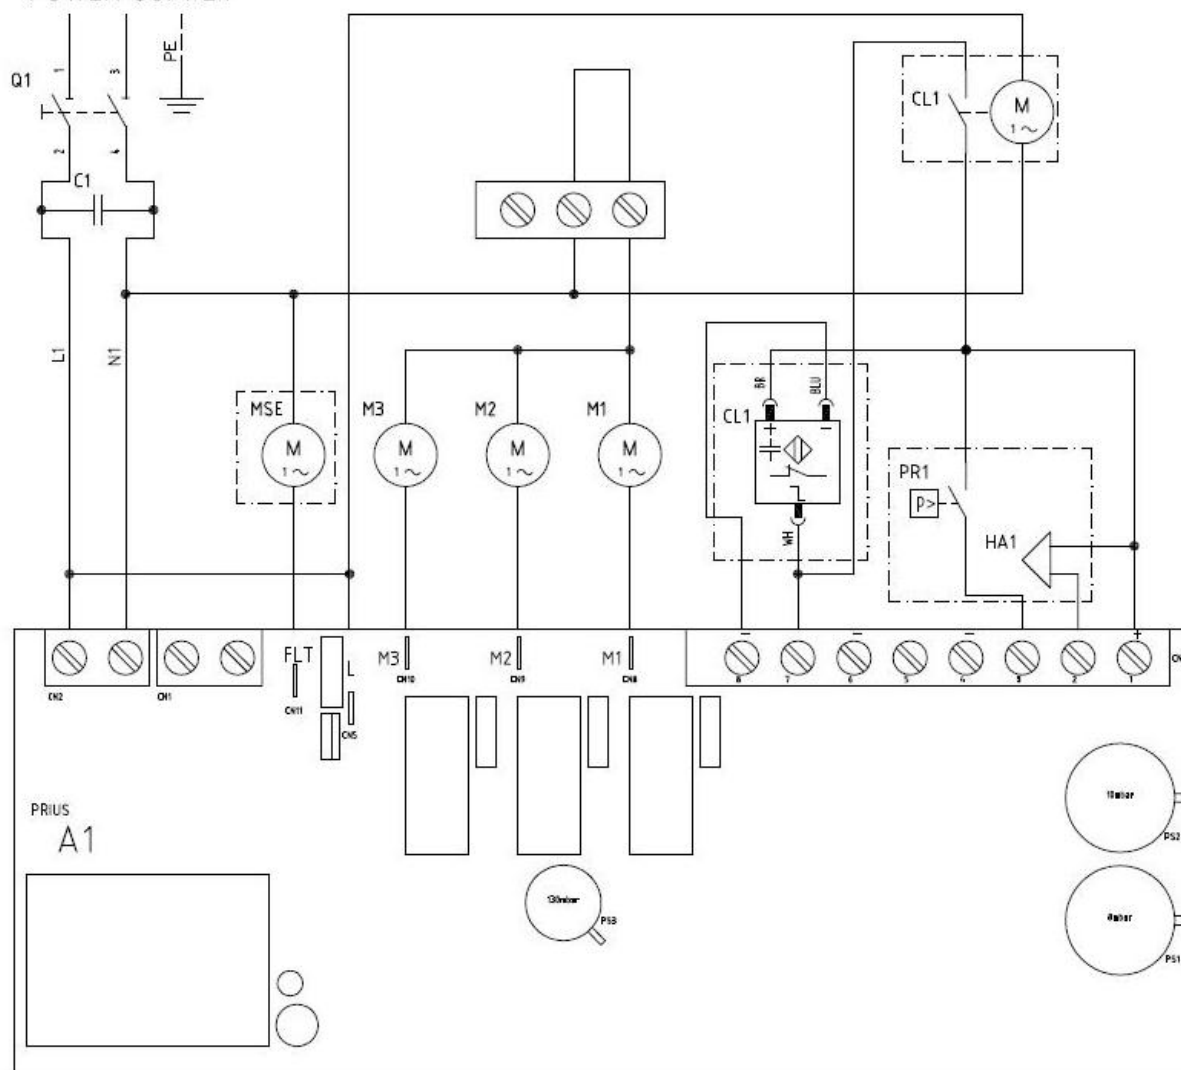 PE
1
3
Q1
CL1
M
1~
2
4
C1
L1
N1
BR
BLU
MSE
M3
M2
M1
CL1
+
-
M
1~
M
1~
M
1~
M
1~
PR1
P>
WH
HA1
FLT
L
M3
M2
M1
-
-
-
+
CN2
CN1
CN11
CN5
CN10
CN9
CN8
8
7
6
5
4
3
2
1
PRIUS
A1
10mbar
PS2
130mbar
PS3
PS1